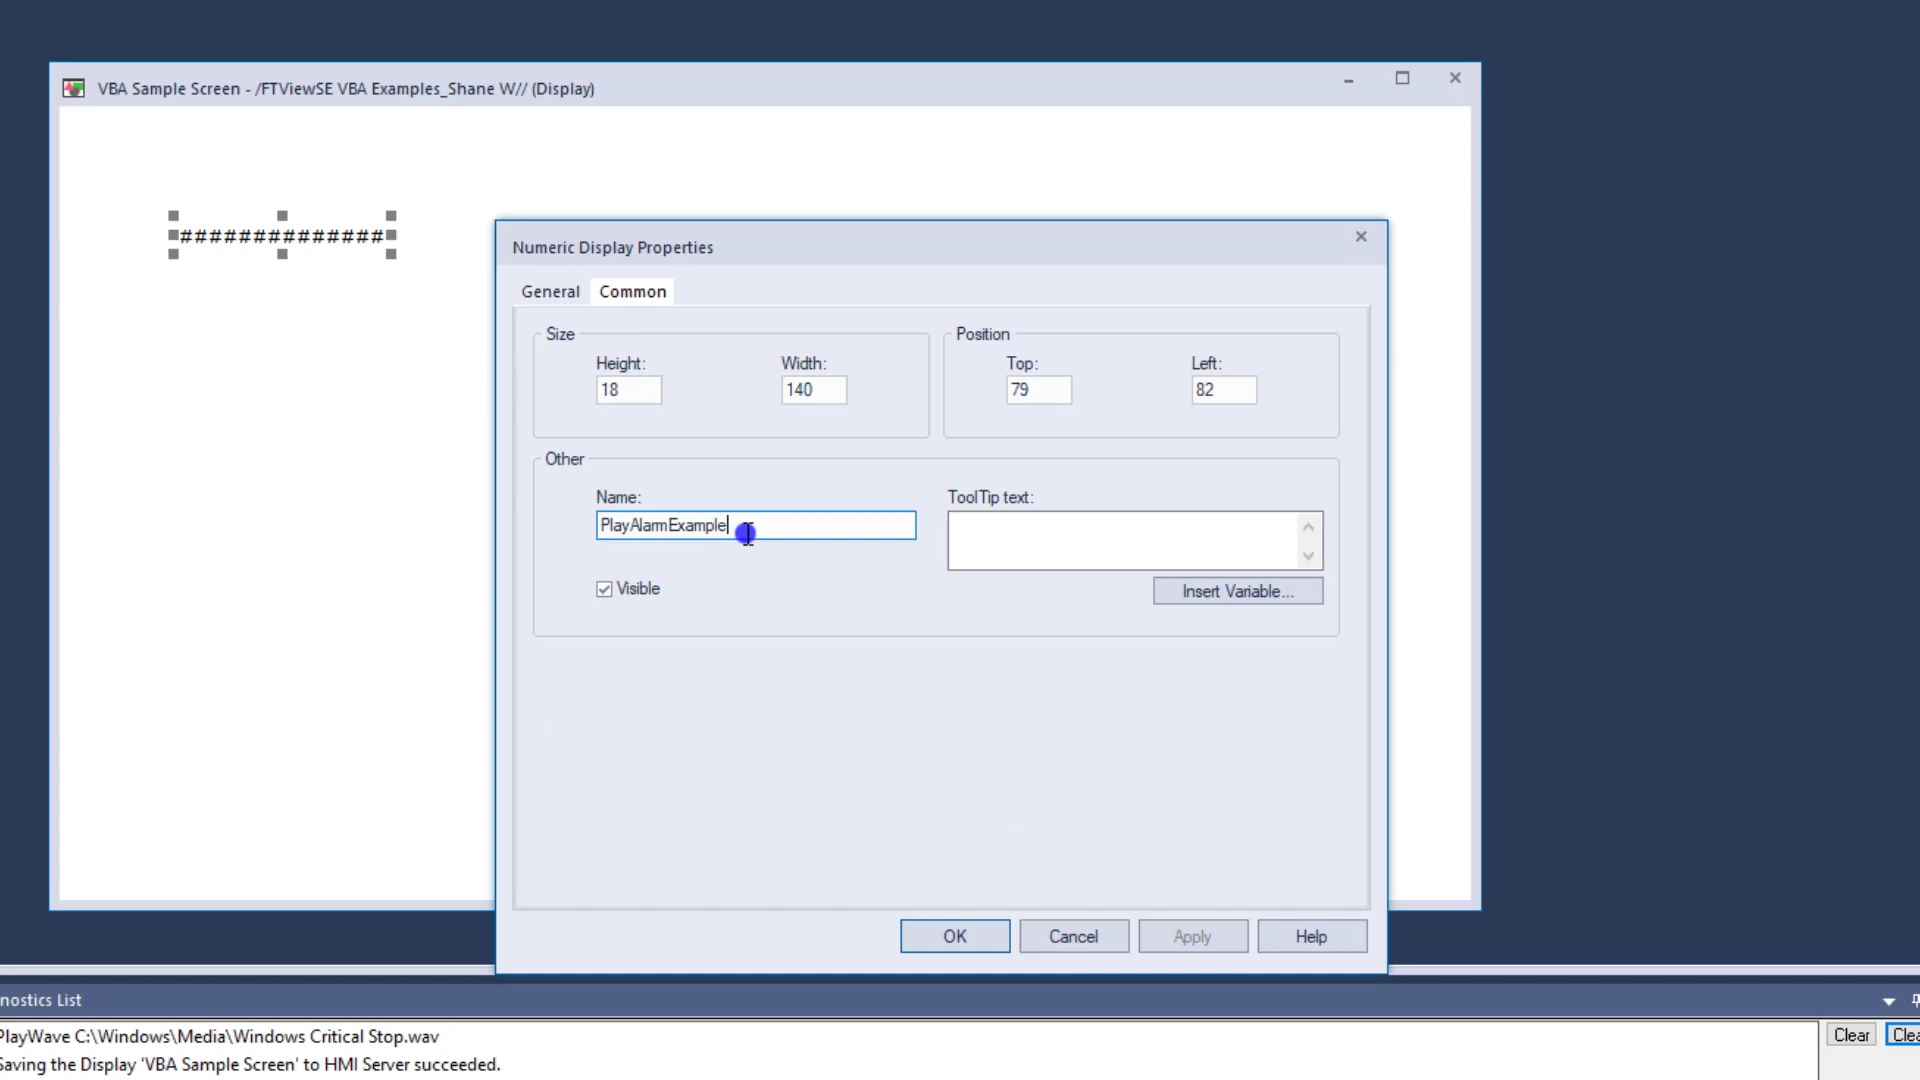 VBA Sample Screen - /FTViewSE VBA Examples_Shane W// (Display)
##############
Numeric Display Properties
General Common
Size
Position
Height: Width: Top: Left:
18 140 79 82
Other
Name: ToolTip text:
PlayAlarmExample
Visible
Insert Variable...
OK Cancel Apply Help
nostics List
PlayWave C:\Windows\Media\Windows Critical Stop.wav
Saving the Display 'VBA Sample Screen' to HMI Server succeeded.
Clear Clea